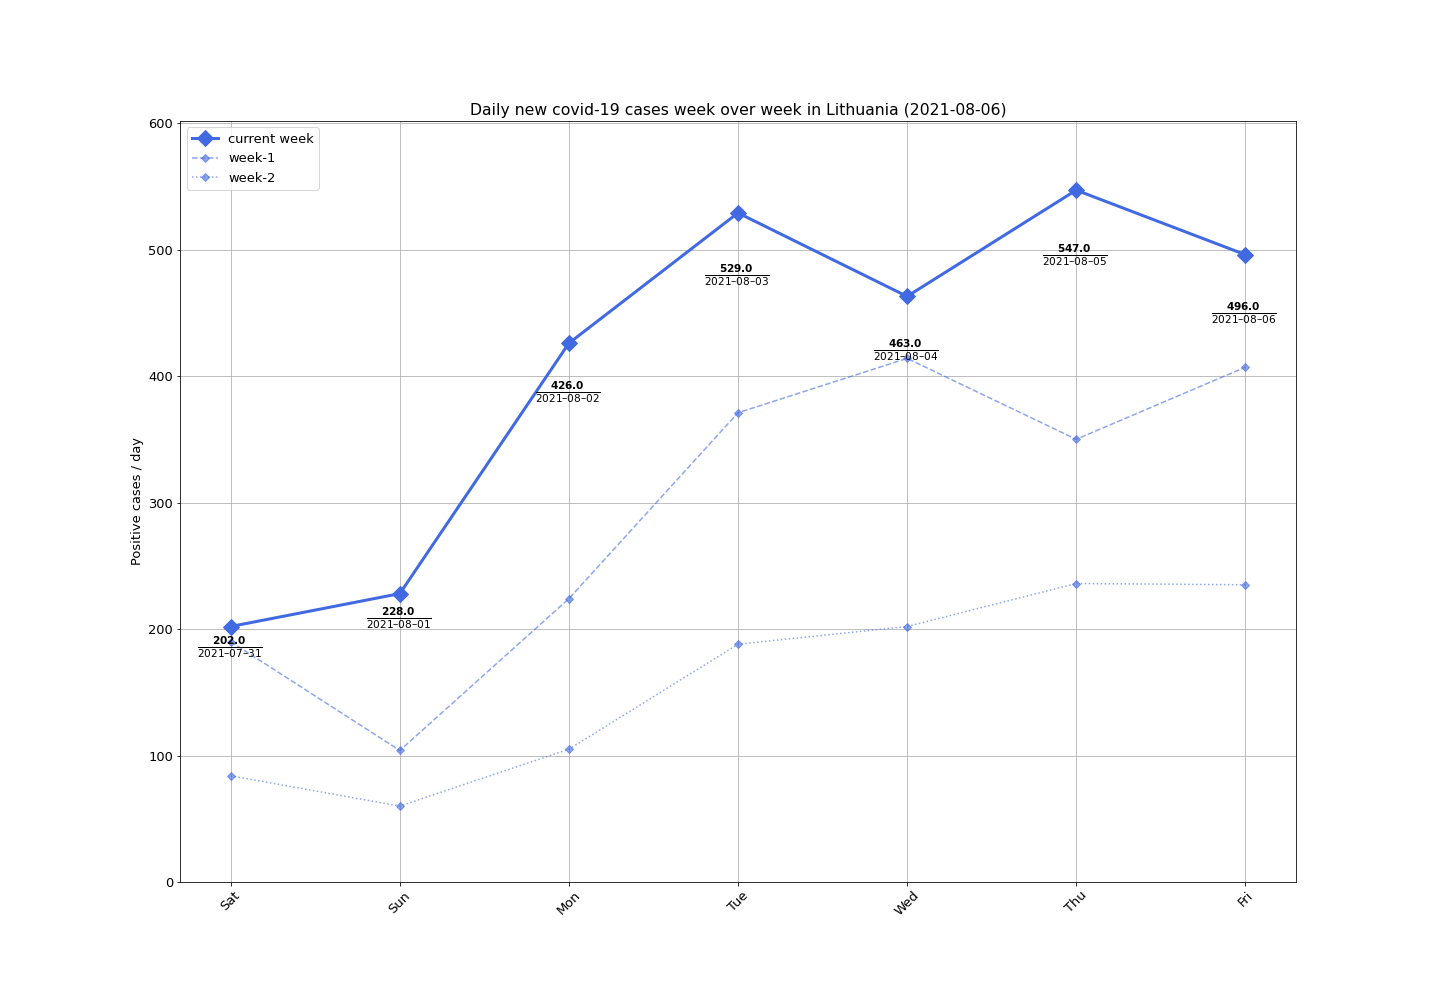 Daily new covid-19 cases week over week in Lithuania (2021-08-06)
current week
week-1
week-2
Positive cases / day
600
500
400
300
200
100
0
547.0
2021–08–05
529.0
2021–08–03
496.0
2021–08–06
463.0
2021–08–04
426.0
2021–08–02
228.0
2021–08–01
202.0
2021–07–31
Sat
Sun
Mon
Tue
Wed
Thu
Fri